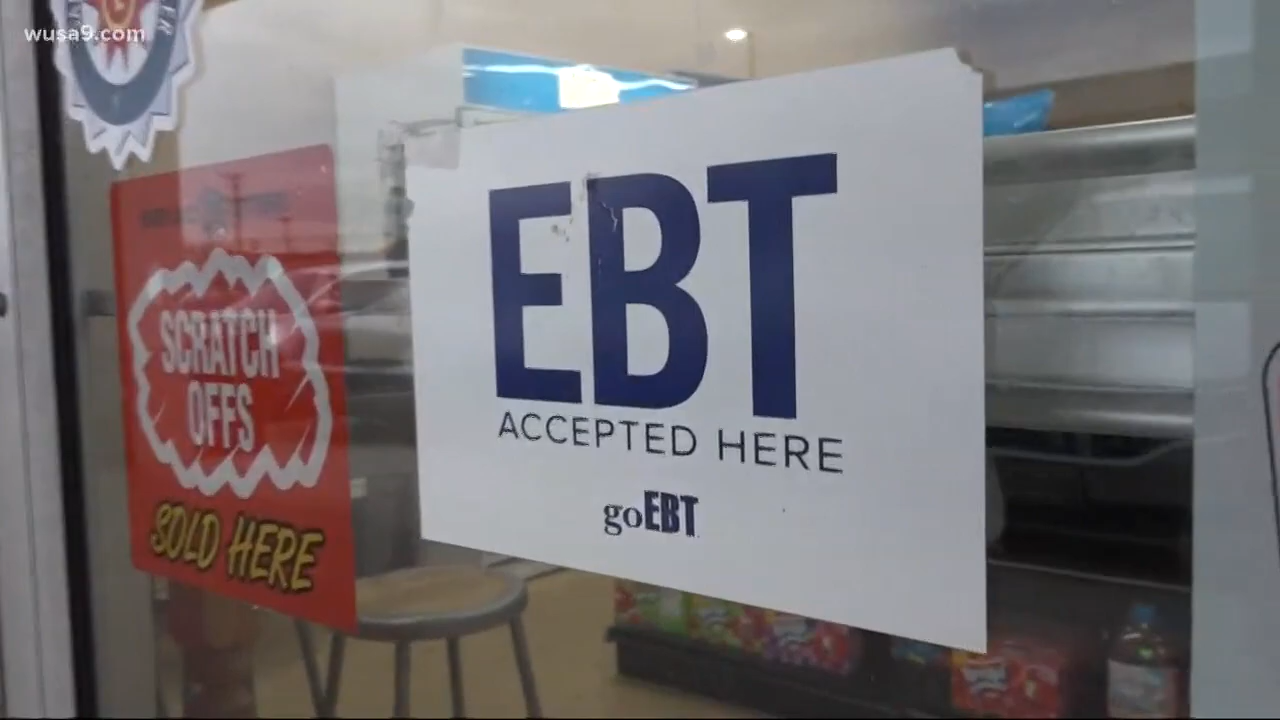 wusa9.com
SCRATCH
OFFS
SOLD HERE
EBT
ACCEPTED HERE
goEBT